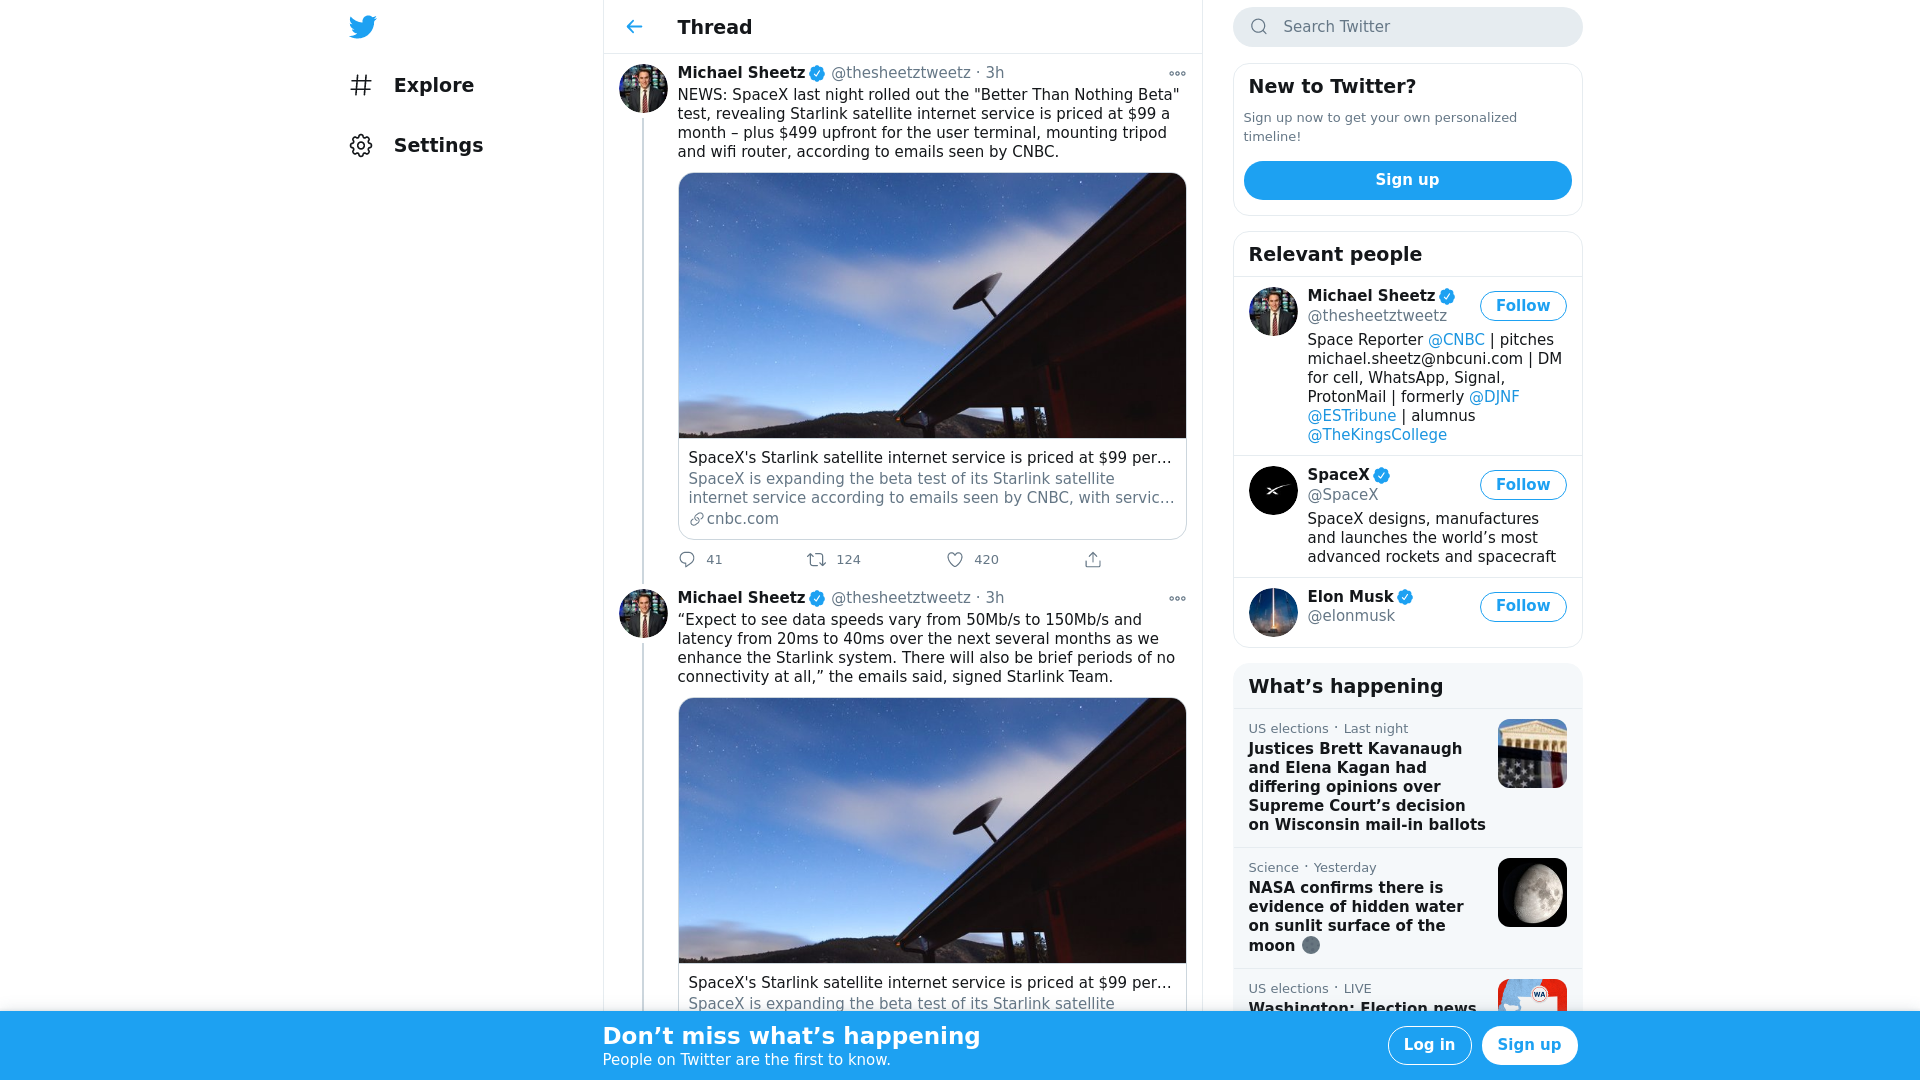 Explore
Settings
Thread
Michael Sheetz @thesheetztweetz · 3h
NEWS: SpaceX last night rolled out the "Better Than Nothing Beta"
test, revealing Starlink satellite internet service is priced at $99 a
month – plus $499 upfront for the user terminal, mounting tripod
and wifi router, according to emails seen by CNBC.
SpaceX's Starlink satellite internet service is priced at $99 per…
SpaceX is expanding the beta test of its Starlink satellite
internet service according to emails seen by CNBC, with servic…
cnbc.com
41 124 420
Michael Sheetz @thesheetztweetz · 3h
“Expect to see data speeds vary from 50Mb/s to 150Mb/s and
latency from 20ms to 40ms over the next several months as we
enhance the Starlink system. There will also be brief periods of no
connectivity at all,” the emails said, signed Starlink Team.
SpaceX's Starlink satellite internet service is priced at $99 per…
SpaceX is expanding the beta test of its Starlink satellite
Search Twitter
New to Twitter?
Sign up now to get your own personalized
timeline!
Sign up
Relevant people
Michael Sheetz
@thesheetztweetz
Follow
Space Reporter @CNBC | pitches
michael.sheetz@nbcuni.com | DM
for cell, WhatsApp, Signal,
ProtonMail | formerly @DJNF
@ESTribune | alumnus
@TheKingsCollege
SpaceX
@SpaceX
Follow
SpaceX designs, manufactures
and launches the world’s most
advanced rockets and spacecraft
Elon Musk
@elonmusk
Follow
What’s happening
US elections · Last night
Justices Brett Kavanaugh
and Elena Kagan had
differing opinions over
Supreme Court’s decision
on Wisconsin mail-in ballots
Science · Yesterday
NASA confirms there is
evidence of hidden water
on sunlit surface of the
moon
US elections · LIVE
Washington: Election news
WA
Don’t miss what’s happening
People on Twitter are the first to know.
Log in
Sign up